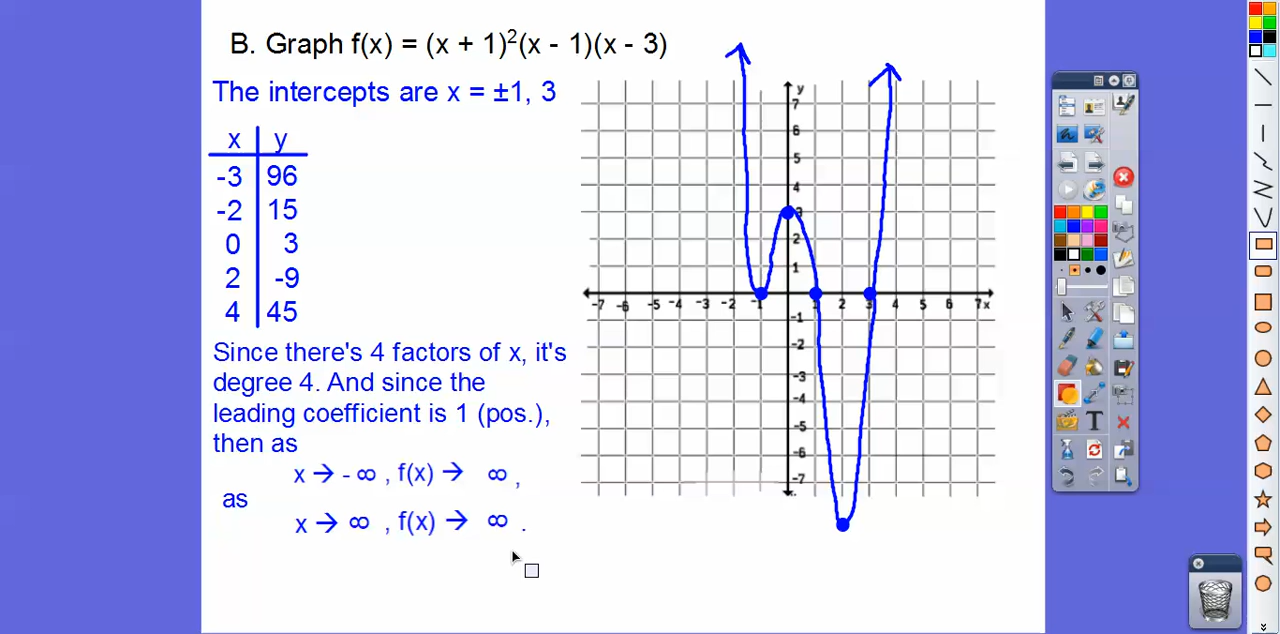 B. Graph f(x) = (x + 1)²(x - 1)(x - 3)
The intercepts are x = ±1, 3
x y
-3 96
-2 15
0 3
2 -9
4 45
Since there's 4 factors of x, it's
degree 4. And since the
leading coefficient is 1 (pos.),
then as
x → - ∞ , f(x) → ∞ ,
as
x → ∞ , f(x) → ∞ .
y
7
6
5
4
3
2
1
-7 -6 -5 -4 -3 -2 -1 1 2 3 4 5 6 7 x
-1
-2
-3
-4
-5
-6
-7
T